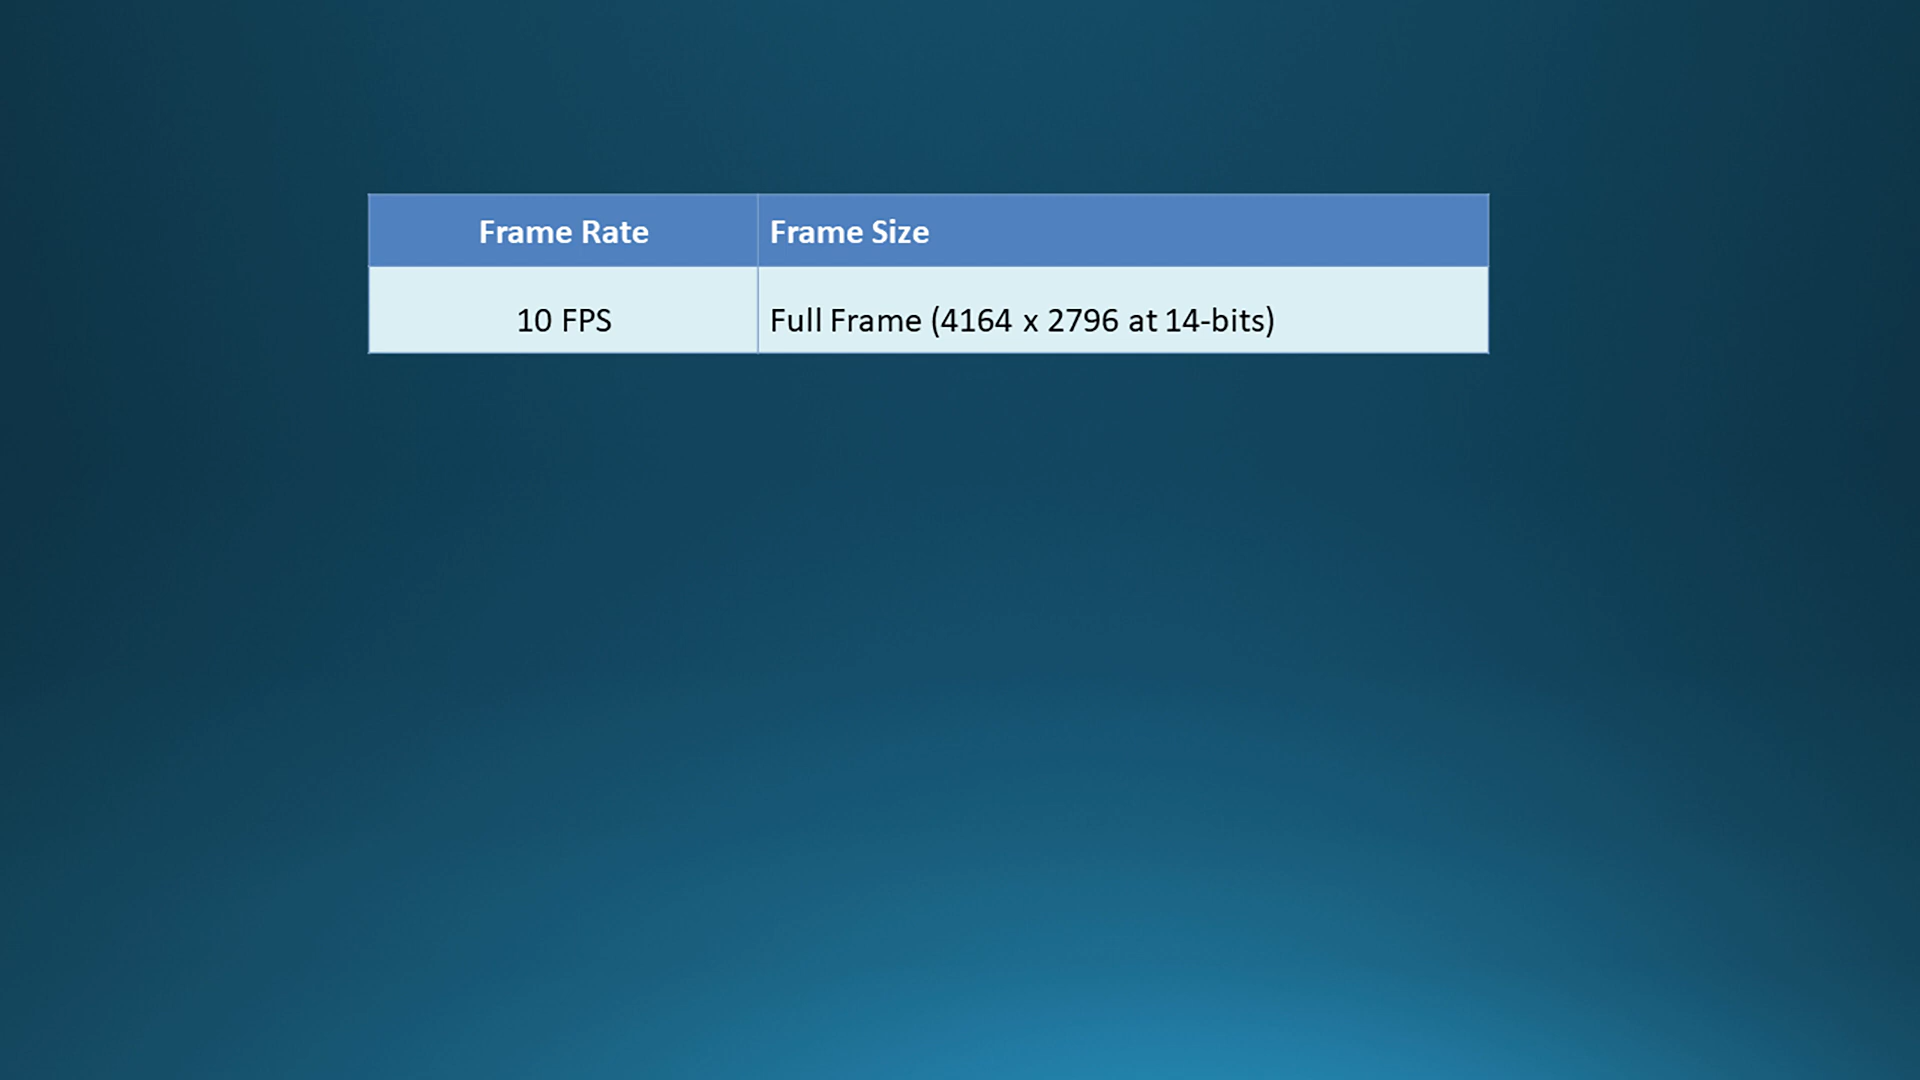 Frame Rate Frame Size
10 FPS Full Frame (4164 x 2796 at 14-bits)